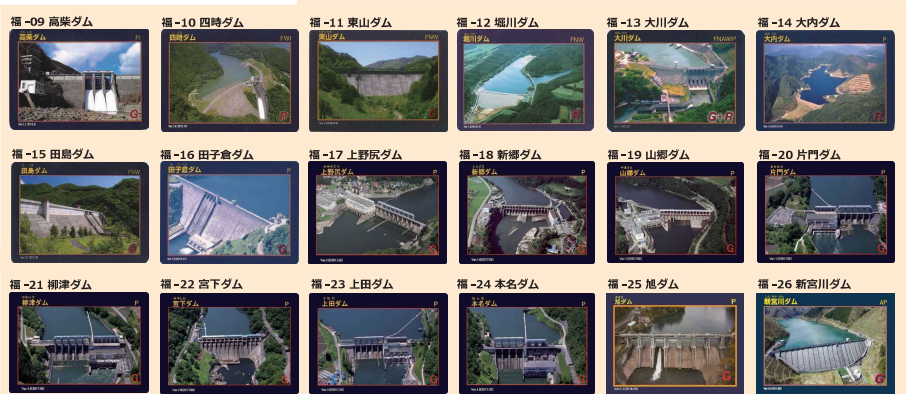 福 -09 高柴ダム
福 -10 四時ダム
福 -11 東山ダム
福 -12 堀川ダム
福 -13 大川ダム
福 -14 大内ダム
高柴ダム FI
G
四時ダム FWI
R
東山ダム FNW
G
堀川ダム FNW
R
大川ダム FNAWIP
G+R
大内ダム P
福 -15 田島ダム
福 -16 田子倉ダム
福 -17 上野尻ダム
福 -18 新郷ダム
福 -19 山郷ダム
福 -20 片門ダム
田島ダム FNW
G
田子倉ダム P
G
上野尻ダム P
G
新郷ダム P
G
山郷ダム P
G
片門ダム P
G
福 -21 柳津ダム
福 -22 宮下ダム
福 -23 上田ダム
福 -24 本名ダム
福 -25 旭ダム
福 -26 新宮川ダム
柳津ダム P
G
宮下ダム P
G
上田ダム P
G
本名ダム P
G
旭ダム P
G
新宮川ダム AP
G